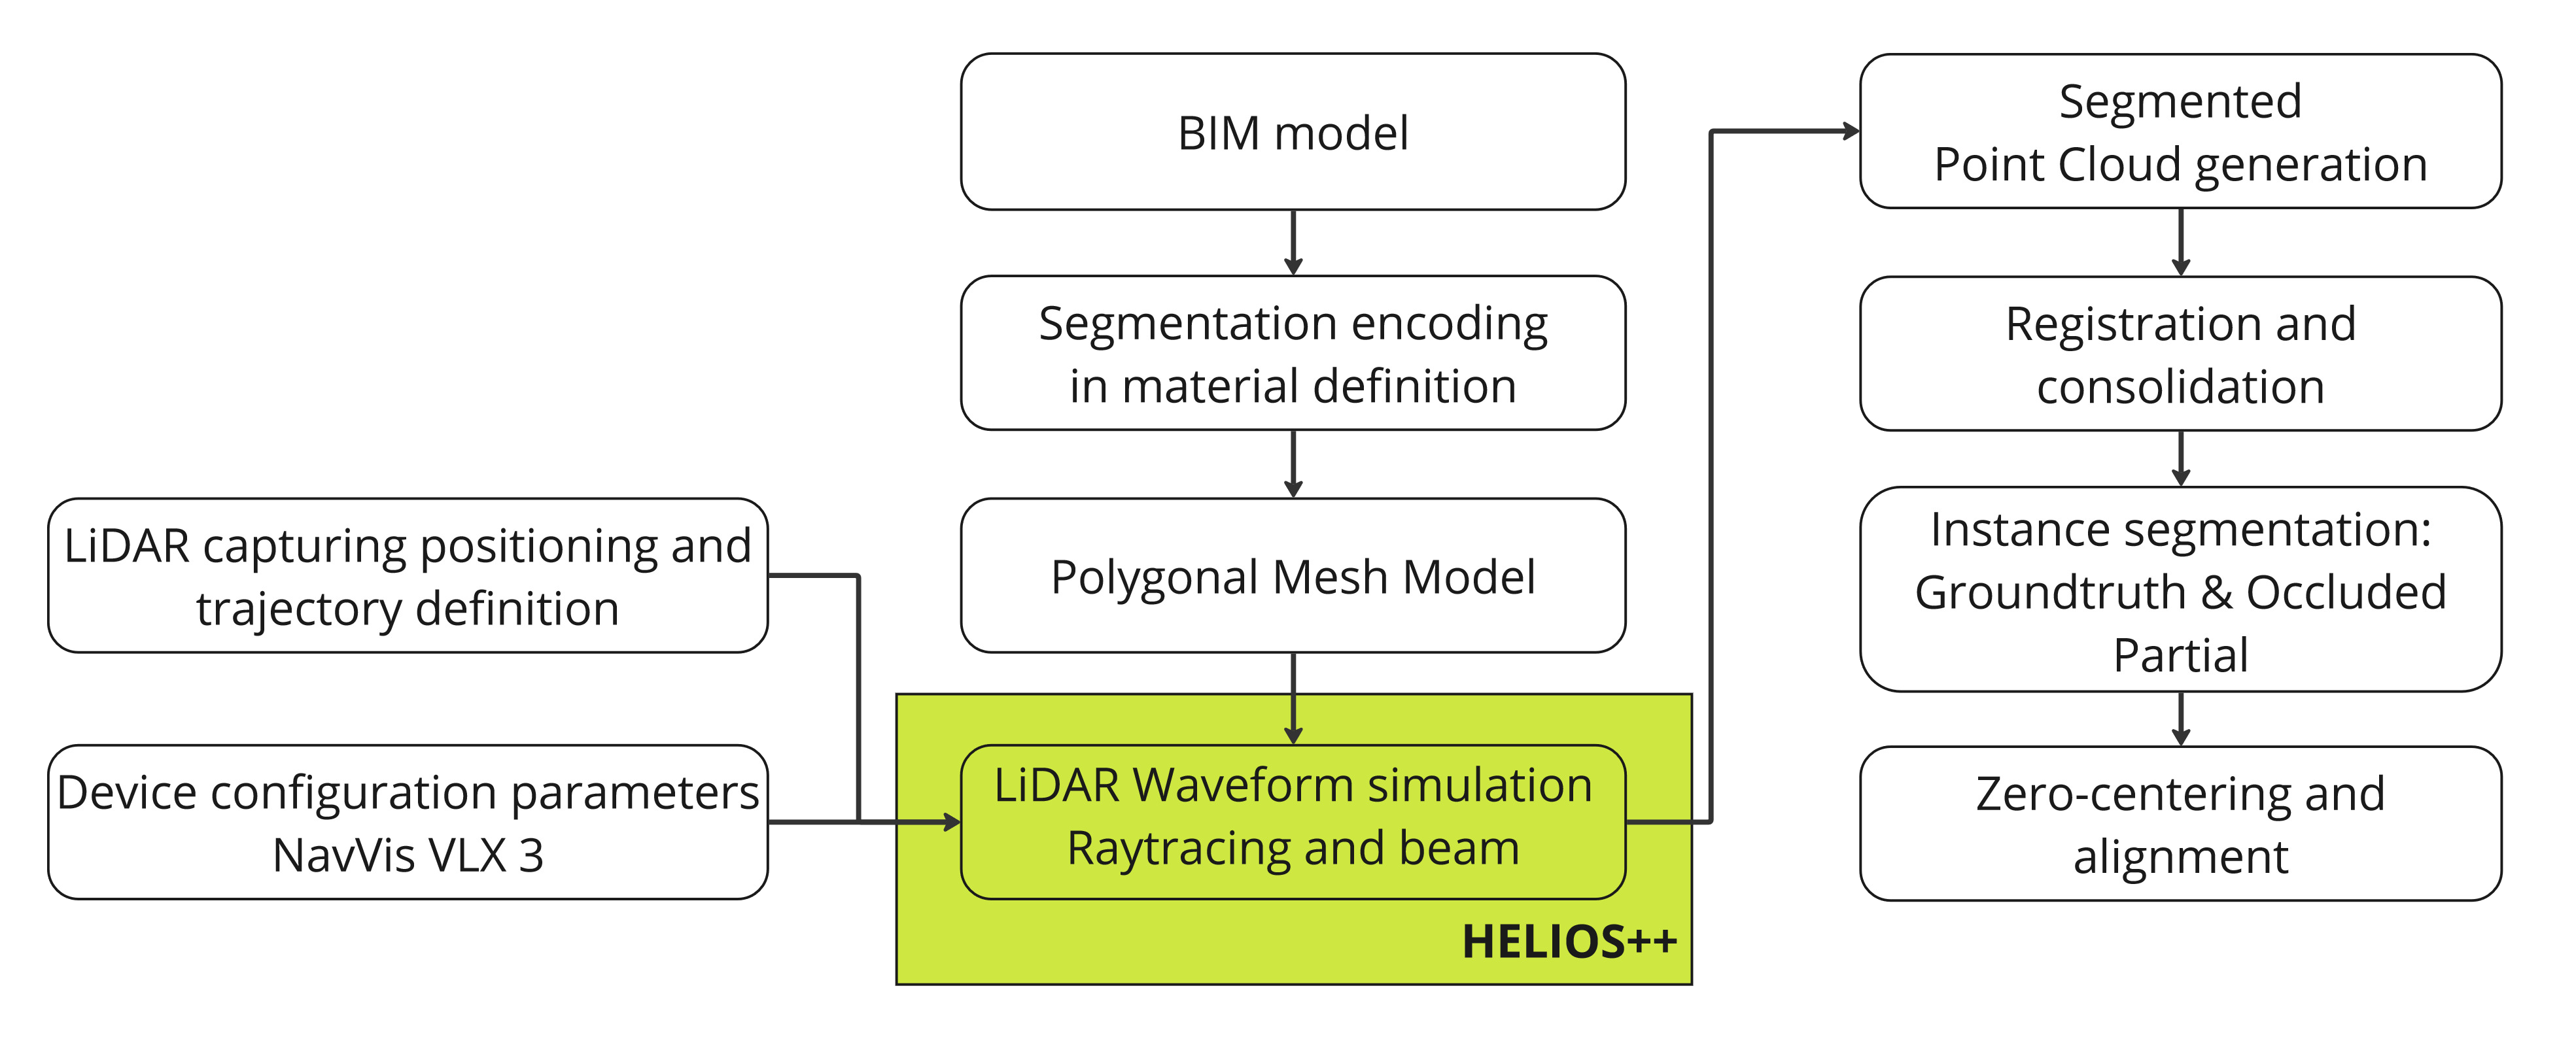 BIM model
Segmentation encoding
in material definition
Polygonal Mesh Model
LiDAR capturing positioning and
trajectory definition
Device configuration parameters
NavVis VLX 3
LiDAR Waveform simulation
Raytracing and beam
HELIOS++
Segmented
Point Cloud generation
Registration and
consolidation
Instance segmentation:
Groundtruth & Occluded
Partial
Zero-centering and
alignment